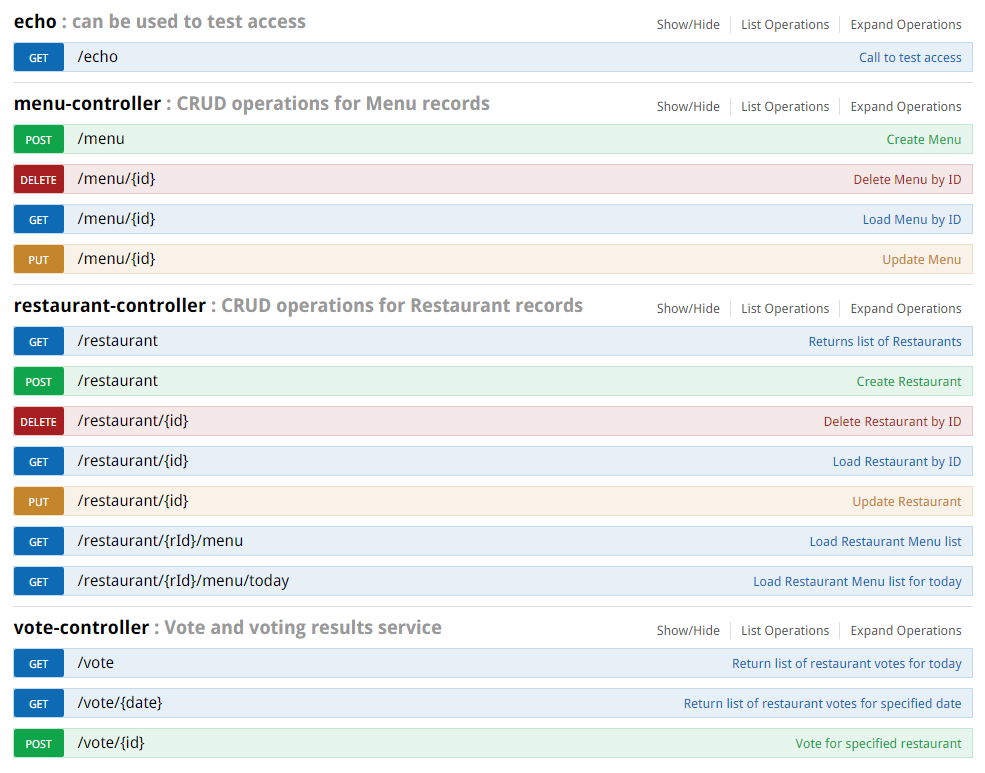 echo : can be used to test access Show/Hide List Operations Expand Operations
GET /echo Call to test access
menu-controller : CRUD operations for Menu records Show/Hide List Operations Expand Operations
POST /menu Create Menu
DELETE /menu/{id} Delete Menu by ID
GET /menu/{id} Load Menu by ID
PUT /menu/{id} Update Menu
restaurant-controller : CRUD operations for Restaurant records Show/Hide List Operations Expand Operations
GET /restaurant Returns list of Restaurants
POST /restaurant Create Restaurant
DELETE /restaurant/{id} Delete Restaurant by ID
GET /restaurant/{id} Load Restaurant by ID
PUT /restaurant/{id} Update Restaurant
GET /restaurant/{rId}/menu Load Restaurant Menu list
GET /restaurant/{rId}/menu/today Load Restaurant Menu list for today
vote-controller : Vote and voting results service Show/Hide List Operations Expand Operations
GET /vote Return list of restaurant votes for today
GET /vote/{date} Return list of restaurant votes for specified date
POST /vote/{id} Vote for specified restaurant